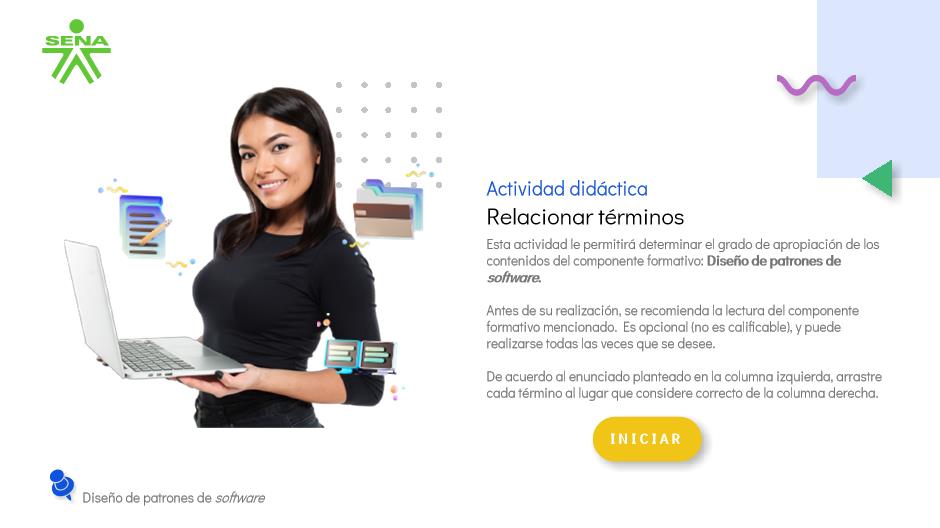 SENA
Actividad didáctica
Relacionar términos
Esta actividad le permitirá determinar el grado de apropiación de los
contenidos del componente formativo: Diseño de patrones de
software.
Antes de su realización, se recomienda la lectura del componente
formativo mencionado. Es opcional (no es calificable), y puede
realizarse todas las veces que se desee.
De acuerdo al enunciado planteado en la columna izquierda, arrastre
cada término al lugar que considere correcto de la columna derecha.
INICIAR
Diseño de patrones de software